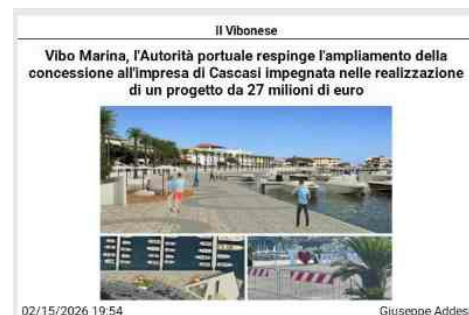 Il Vibonese
Vibo Marina, l'Autorità portuale respinge l'ampliamento della
concessione all'impresa di Cascasi impegnata nelle realizzazione
di un progetto da 27 milioni di euro
02/15/2026 19:54
Giuseppe Addesi